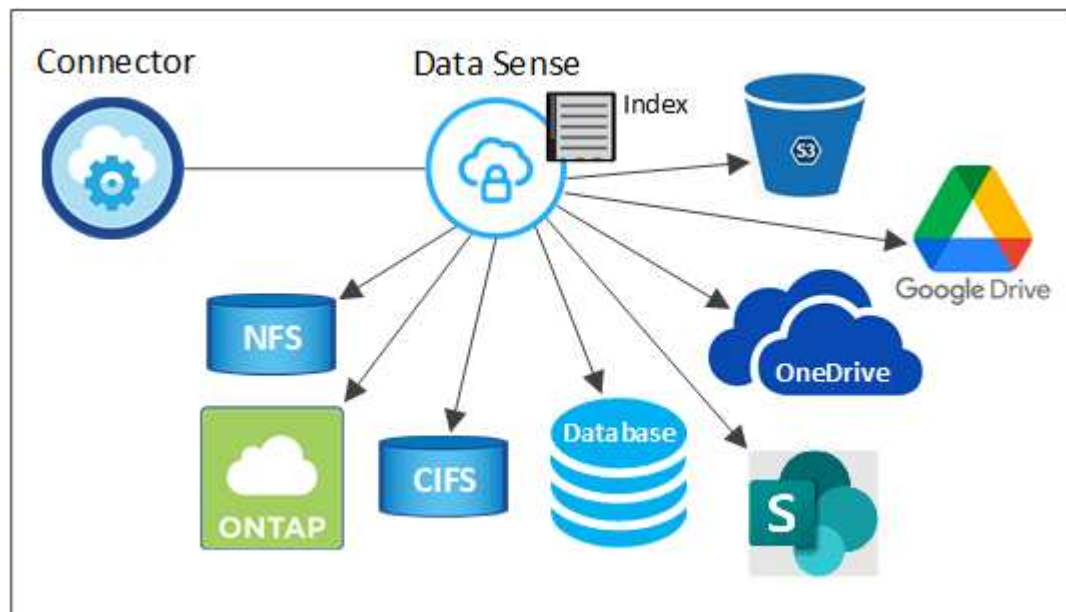 Connector
Data Sense
Index
S3
Google Drive
NFS
OneDrive
ONTAP
CIFS
Database
S